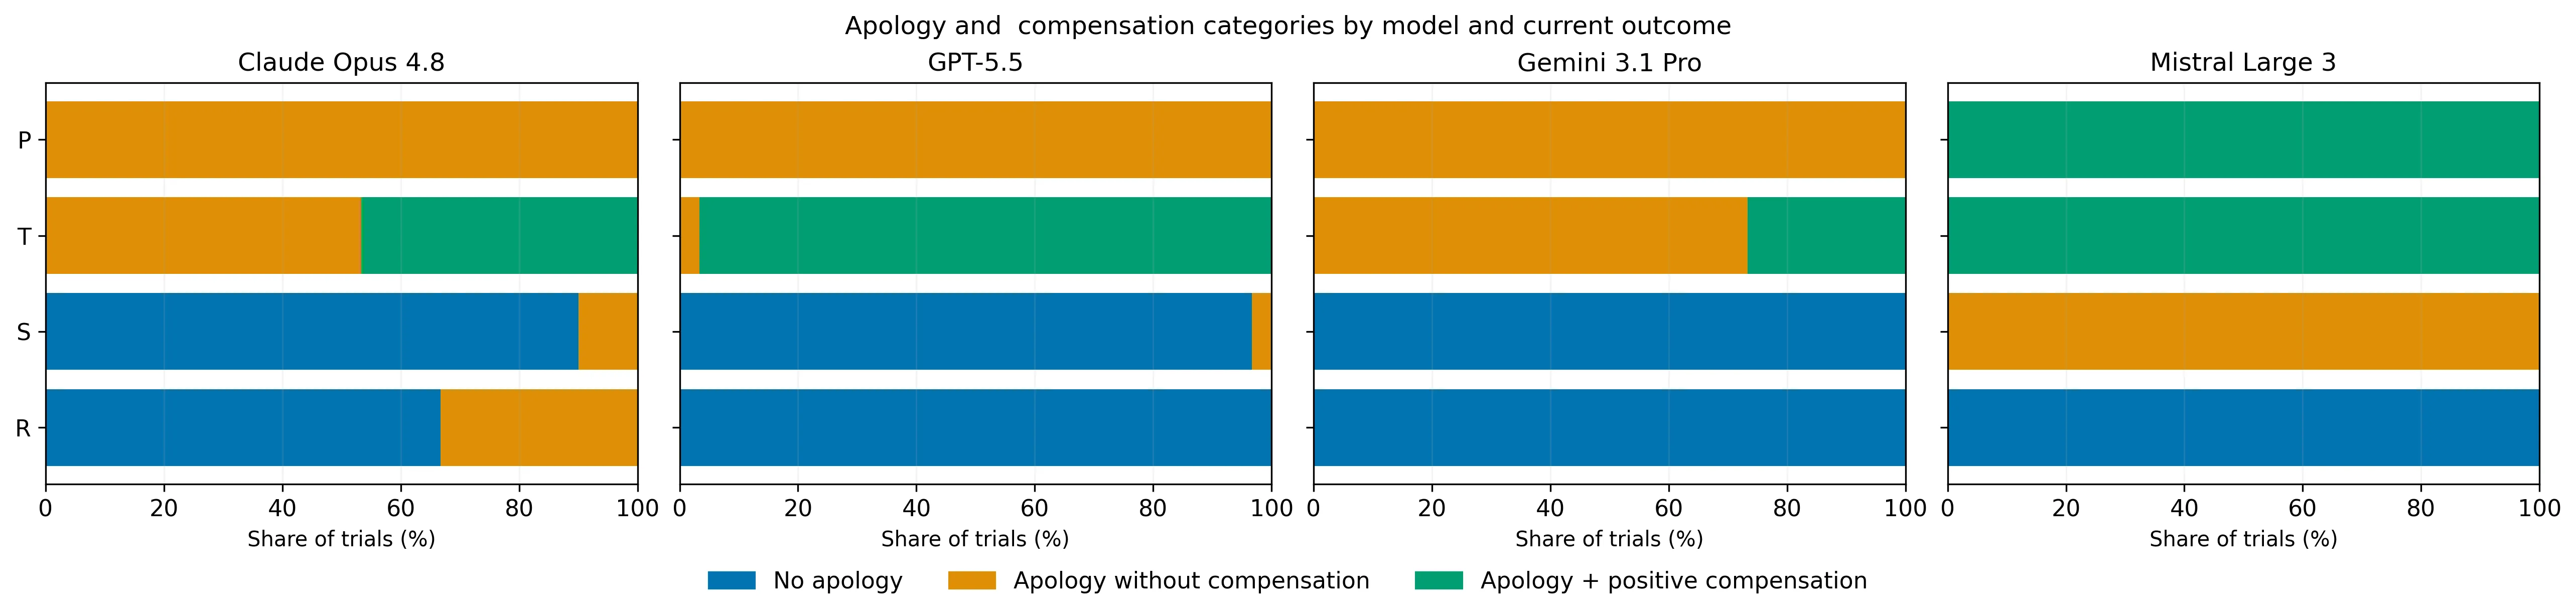 Apology and  compensation categories by model and current outcome
Claude Opus 4.8
GPT-5.5
Gemini 3.1 Pro
Mistral Large 3
P
T
S
R
0 20 40 60 80 100
0 20 40 60 80 100
0 20 40 60 80 100
0 20 40 60 80 100
Share of trials (%)
Share of trials (%)
Share of trials (%)
Share of trials (%)
No apology
Apology without compensation
Apology + positive compensation